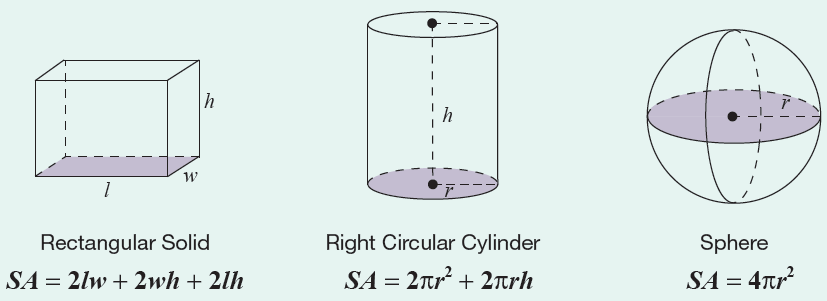 h
w
l
r
h
r
r
Rectangular Solid
Right Circular Cylinder
Sphere
SA = 2lw + 2wh + 2lh
SA = 2πr² + 2πrh
SA = 4πr²